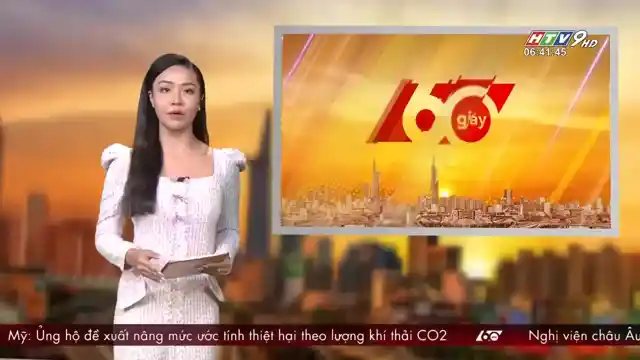 HTV9 HD
06:41:45
60 giây
Mỹ: Ủng hộ đề xuất nâng mức ước tính thiệt hại theo lượng khí thải CO2 60 Nghị viện châu Âu